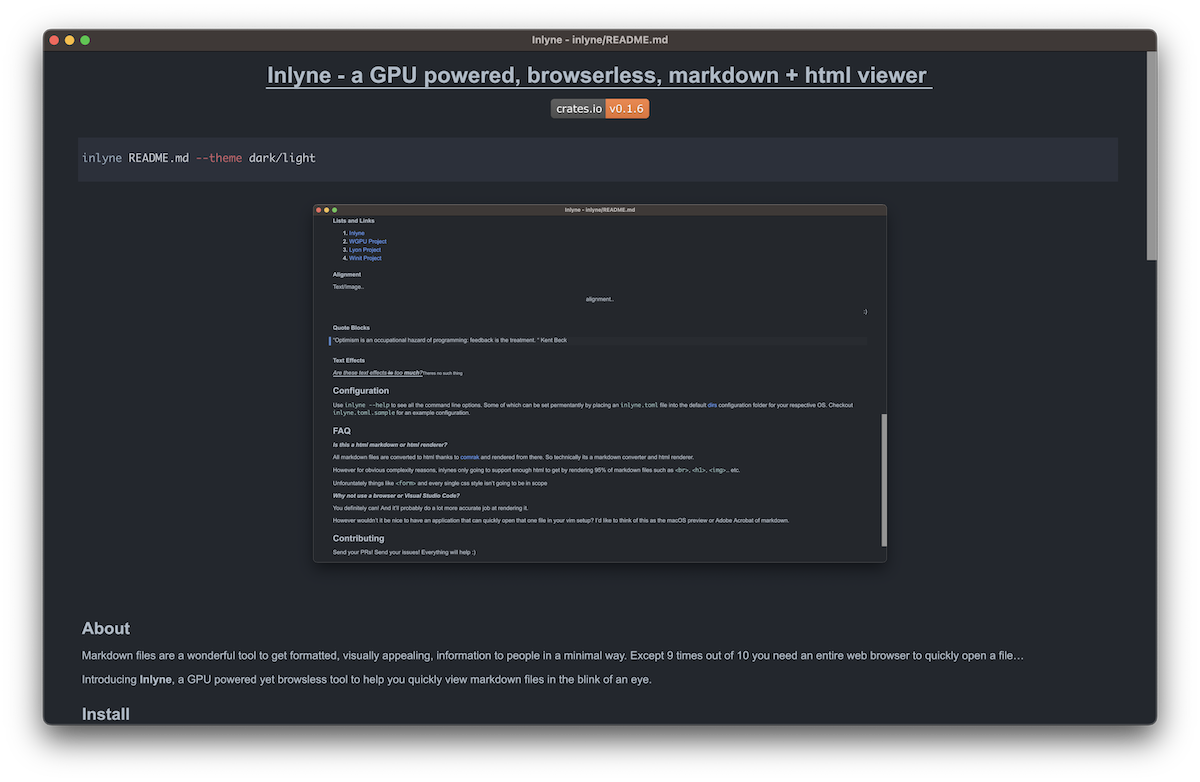 Inlyne - inlyne/README.md
Inlyne - a GPU powered, browserless, markdown + html viewer
crates.io v0.1.6
inlyne README.md --theme dark/light
Inlyne - inlyne/README.md
Lists and Links
1. Inlyne
2. WGPU Project
3. Lyon Project
4. Winit Project
Alignment
Text/Image..
alignment..
:)
Quote Blocks
"Optimism is an occupational hazard of programming: feedback is the treatment. " Kent Beck
Text Effects
Are these text effects to too much?Theres no such thing
Configuration
Use inlyne --help to see all the command line options. Some of which can be set permentantly by placing an inlyne.toml file into the default dirs configuration folder for your respective OS. Checkout
inlyne.toml.sample for an example configuration.
FAQ
Is this a html markdown or html renderer?
All markdown files are converted to html thanks to comrak and rendered from there. So technically its a markdown converter and html renderer.
However for obvious complexity reasons, inlynes only going to support enough html to get by rendering 95% of markdown files such as <br>, <h1>, <img>.. etc.
Unforuntately things like <form> and every single css style isn't going to be in scope
Why not use a browser or Visual Studio Code?
You definitely can! And it'll probably do a lot more accurate job at rendering it.
However wouldn't it be nice to have an application that can quickly open that one file in your vim setup? I'd like to think of this as the macOS preview or Adobe Acrobat of markdown.
Contributing
Send your PRs! Send your issues! Everything will help :)
About
Markdown files are a wonderful tool to get formatted, visually appealing, information to people in a minimal way. Except 9 times out of 10 you need an entire web browser to quickly open a file…
Introducing Inlyne, a GPU powered yet browsless tool to help you quickly view markdown files in the blink of an eye.
Install